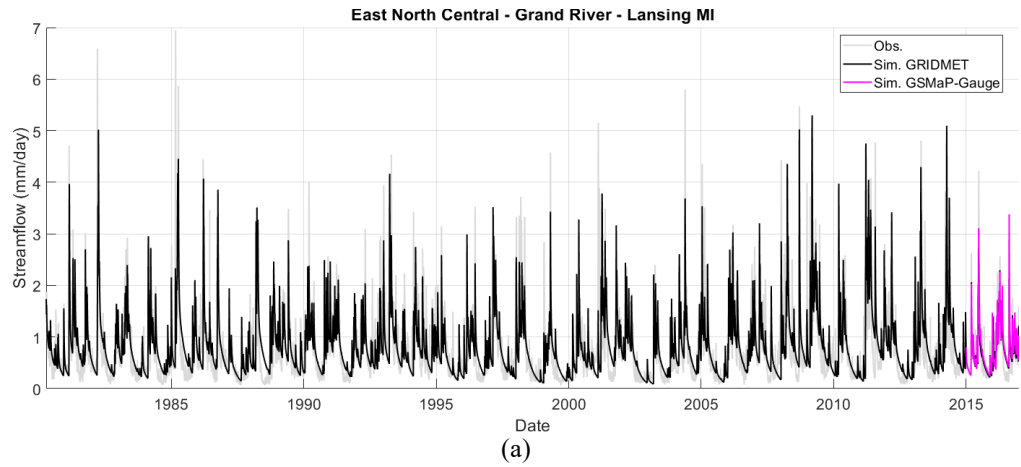 East North Central - Grand River - Lansing MI
Obs.
Sim. GRIDMET
Sim. GSMaP-Gauge
Streamflow (mm/day)
7
6
5
4
3
2
1
0
1985 1990 1995 2000 2005 2010 2015
Date
(a)